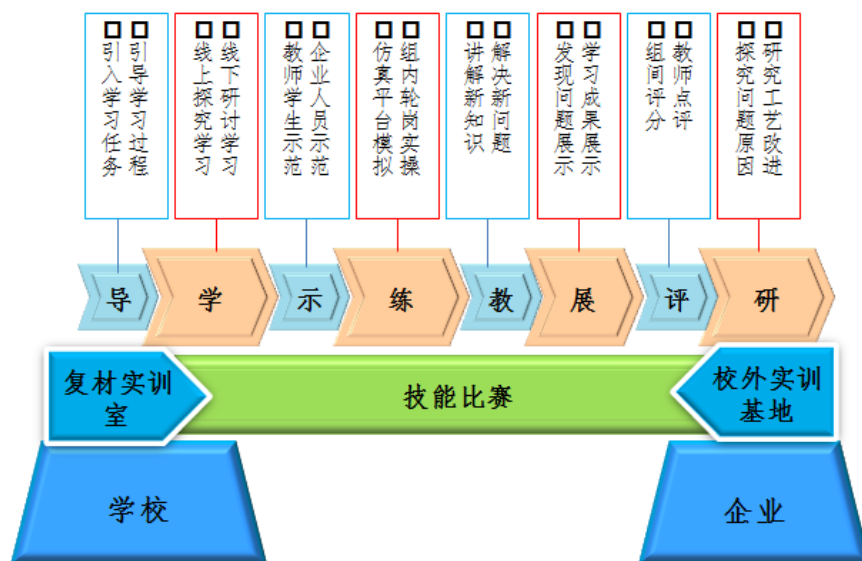 引导学习过程
引入学习任务
线下研讨学习
线上探究学习
企业人员示范
教师学生示范
组内轮岗实操
仿真平台模拟
解决新问题
讲解新知识
学习成果展示
发现问题展示
教师点评
组间评分
研究工艺改进
探究问题原因
导
学
示
练
教
展
评
研
复材实训
室
技能比赛
校外实训
基地
学校
企业